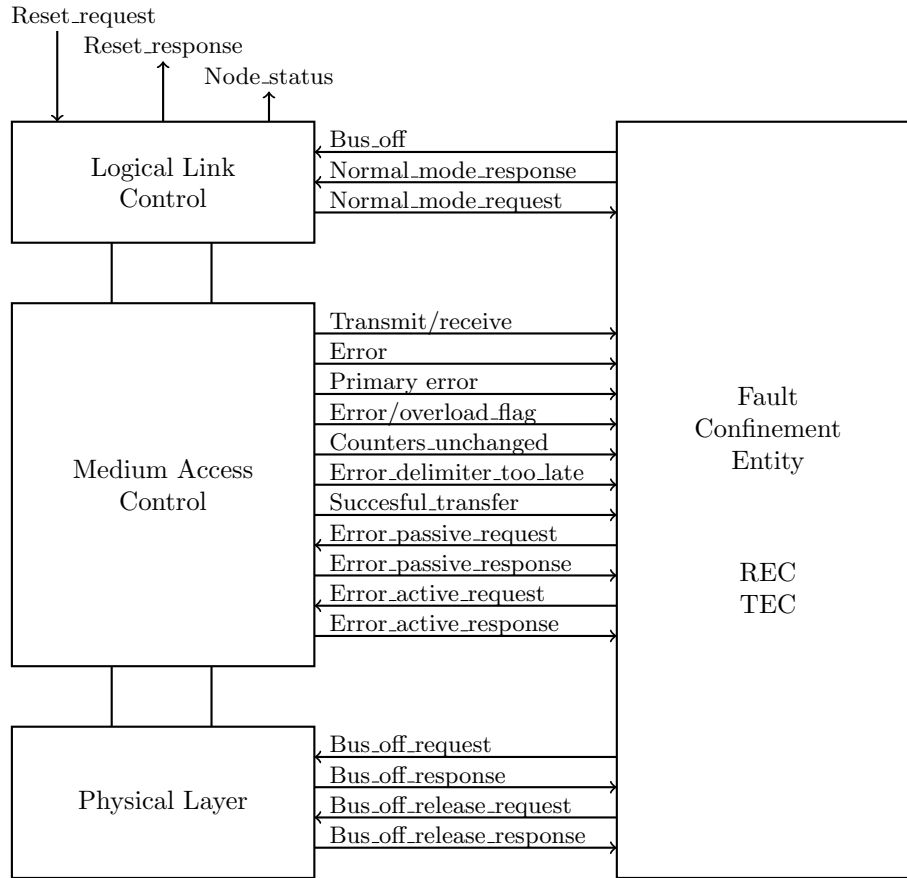 Reset_request
Reset_response
Node_status
Logical Link
Control
Bus_off
Normal_mode_response
Normal_mode_request
Medium Access
Control
Transmit/receive
Error
Primary error
Error/overload_flag
Counters_unchanged
Error_delimiter_too_late
Succesful_transfer
Error_passive_request
Error_passive_response
Error_active_request
Error_active_response
Physical Layer
Bus_off_request
Bus_off_response
Bus_off_release_request
Bus_off_release_response
Fault
Confinement
Entity
REC
TEC